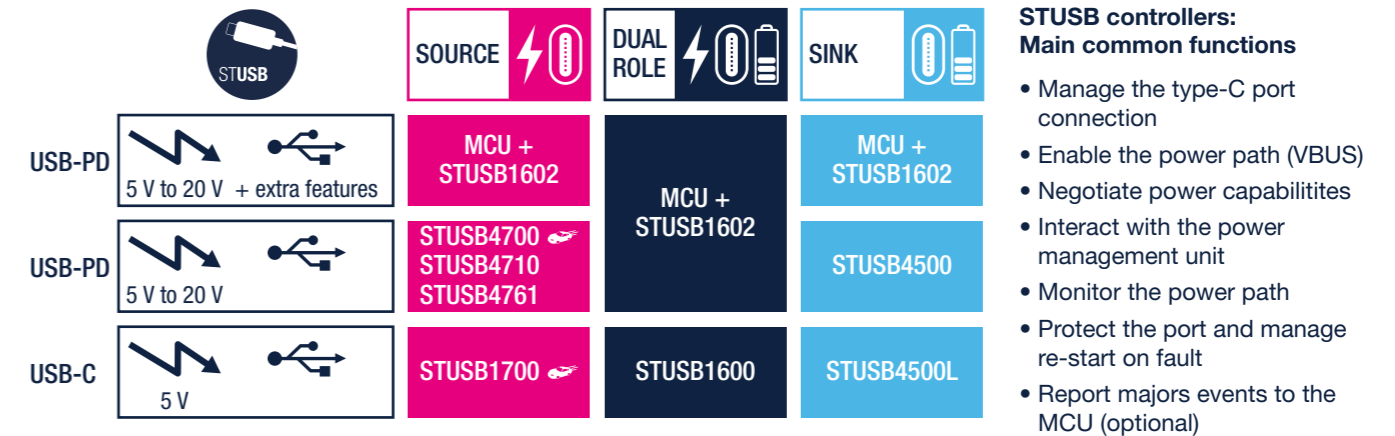 STUSB
SOURCE
DUAL
ROLE
SINK
USB-PD
5 V to 20 V + extra features
MCU +
STUSB1602
MCU +
STUSB1602
MCU +
STUSB1602
USB-PD
5 V to 20 V
STUSB4700
STUSB4710
STUSB4761
STUSB4500
USB-C
5 V
STUSB1700
STUSB1600
STUSB4500L
STUSB controllers:
Main common functions
• Manage the type-C port
connection
• Enable the power path (VBUS)
• Negotiate power capabilitites
• Interact with the power
management unit
• Monitor the power path
• Protect the port and manage
re-start on fault
• Report majors events to the
MCU (optional)